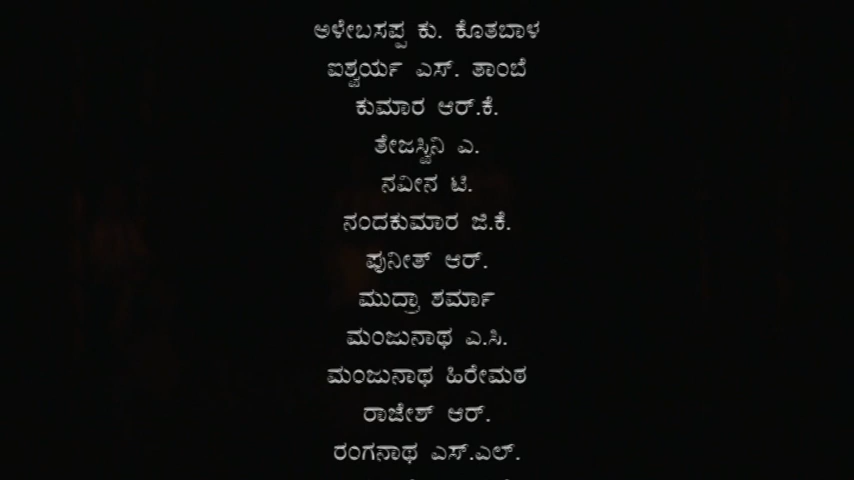 ಅಳೇಬಸಪ್ಪ ಕು. ಕೊತಬಾಳ
ಐಶ್ವರ್ಯ ಎಸ್. ತಾಂಬೆ
ಕುಮಾರ ಆರ್.ಕೆ.
ತೇಜಸ್ವಿನಿ ಎ.
ನವೀನ ಟಿ.
ನಂದಕುಮಾರ ಜಿ.ಕೆ.
ಪುನೀತ್ ಆರ್.
ಮುದ್ರಾ ಶರ್ಮಾ
ಮಂಜುನಾಥ ಎ.ಸಿ.
ಮಂಜುನಾಥ ಹಿರೇಮಠ
ರಾಜೇಶ್ ಆರ್.
ರಂಗನಾಥ ಎಸ್.ಎಲ್.